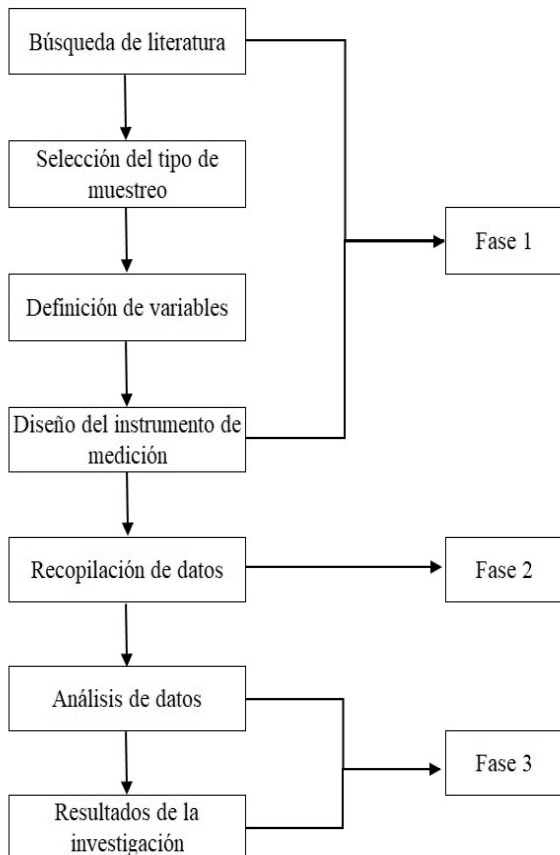 Búsqueda de literatura
Selección del tipo de
muestreo
Fase 1
Definición de variables
Diseño del instrumento de
medición
Recopilación de datos
Fase 2
Análisis de datos
Fase 3
Resultados de la
investigación